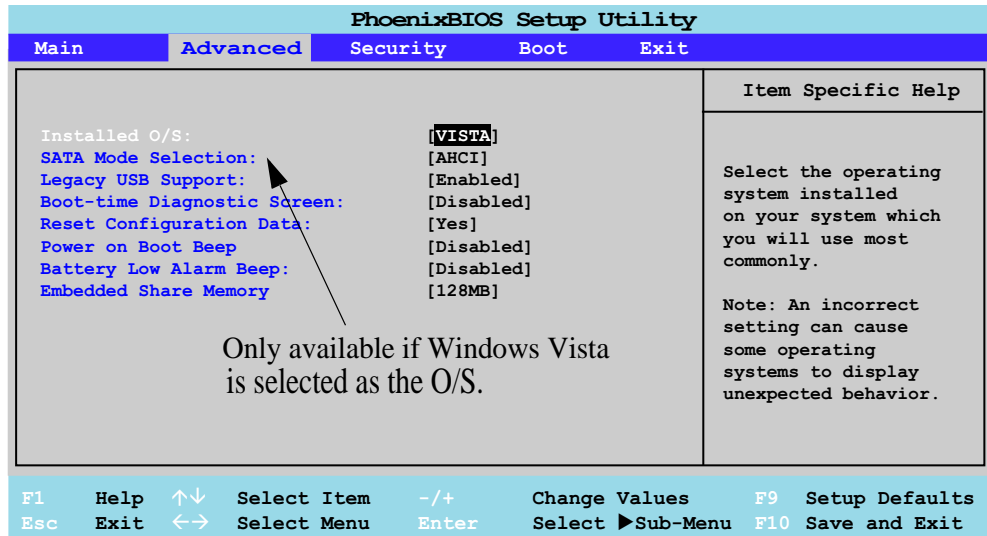 PhoenixBIOS Setup Utility
Main Advanced Security Boot Exit
Item Specific Help
Installed O/S: [VISTA]
SATA Mode Selection: [AHCI]
Legacy USB Support: [Enabled]
Boot-time Diagnostic Screen: [Disabled]
Reset Configuration Data: [Yes]
Power on Boot Beep [Disabled]
Battery Low Alarm Beep: [Disabled]
Embedded Share Memory [128MB]
Only available if Windows Vista
is selected as the O/S.
Select the operating
system installed
on your system which
you will use most
commonly.
Note: An incorrect
setting can cause
some operating
systems to display
unexpected behavior.
F1 Help ↑↓ Select Item -/+ Change Values F9 Setup Defaults
Esc Exit ←→ Select Menu Enter Select ▶Sub-Menu F10 Save and Exit